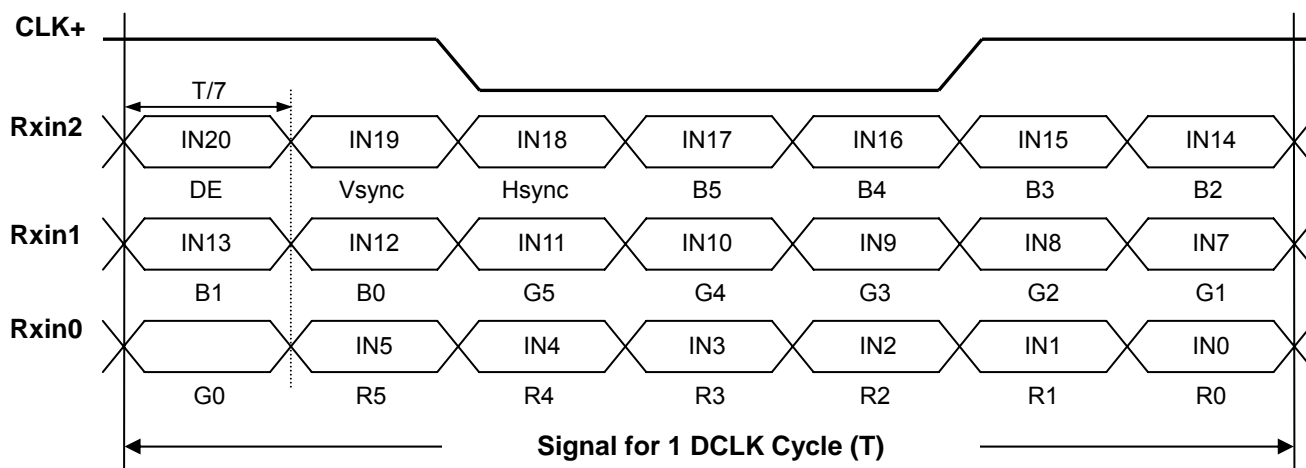 CLK+
T/7
Rxin2 IN20 IN19 IN18 IN17 IN16 IN15 IN14
DE Vsync Hsync B5 B4 B3 B2
Rxin1 IN13 IN12 IN11 IN10 IN9 IN8 IN7
B1 B0 G5 G4 G3 G2 G1
Rxin0 IN5 IN4 IN3 IN2 IN1 IN0
G0 R5 R4 R3 R2 R1 R0
Signal for 1 DCLK Cycle (T)